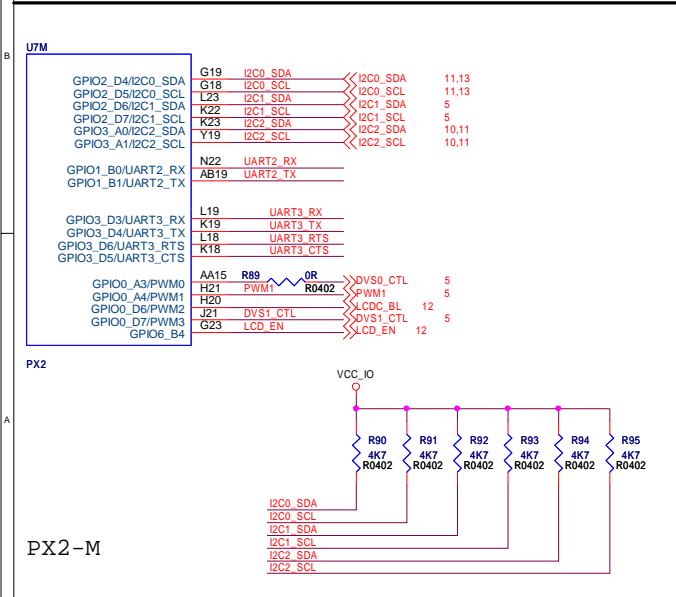 B
U7M
GPIO2_D4/I2C0_SDA G19 I2C0_SDA I2C0_SDA 11,13
GPIO2_D5/I2C0_SCL G18 I2C0_SCL I2C0_SCL 11,13
GPIO2_D6/I2C1_SDA L23 I2C1_SDA I2C1_SDA 5
GPIO2_D7/I2C1_SCL K22 I2C1_SCL I2C1_SCL 5
GPIO3_A0/I2C2_SDA K23 I2C2_SDA I2C2_SDA 10,11
GPIO3_A1/I2C2_SCL Y19 I2C2_SCL I2C2_SCL 10,11
GPIO1_B0/UART2_RX N22 UART2_RX
GPIO1_B1/UART2_TX AB19 UART2_TX
GPIO3_D3/UART3_RX L19 UART3_RX
GPIO3_D4/UART3_TX K19 UART3_TX
GPIO3_D6/UART3_RTS L18 UART3_RTS
GPIO3_D5/UART3_CTS K18 UART3_CTS
GPIO0_A3/PWM0 AA15 R89 0R DVS0_CTL 5
GPIO0_A4/PWM1 H21 PWM1 R0402 PWM1 5
GPIO0_D6/PWM2 H20 LCDC_BL 12
GPIO0_D7/PWM3 J21 DVS1_CTL DVS1_CTL 5
GPIO6_B4 G23 LCD_EN LCD_EN 12
PX2
VCC_IO
A
R90 R91 R92 R93 R94 R95
4K7 4K7 4K7 4K7 4K7 4K7
R0402 R0402 R0402 R0402 R0402 R0402
I2C0_SDA
I2C0_SCL
I2C1_SDA
I2C1_SCL
I2C2_SDA
I2C2_SCL
PX2-M